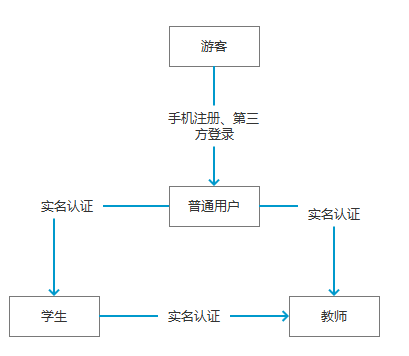 游客
手机注册、第三
方登录
实名认证
普通用户
实名认证
学生
实名认证
教师